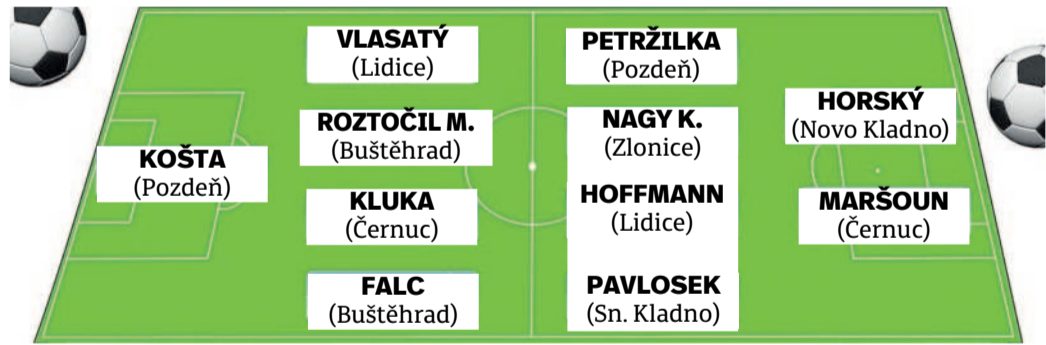 KOŠTA
(Pozdeň)
VLASATÝ
(Lidice)
ROZTOČIL M.
(Buštěhrad)
KLUKA
(Černuc)
FALC
(Buštěhrad)
PETRŽILKA
(Pozdeň)
NAGY K.
(Zlonice)
HOFFMANN
(Lidice)
PAVLOSEK
(Sn. Kladno)
HORSKÝ
(Novo Kladno)
MARŠOUN
(Černuc)